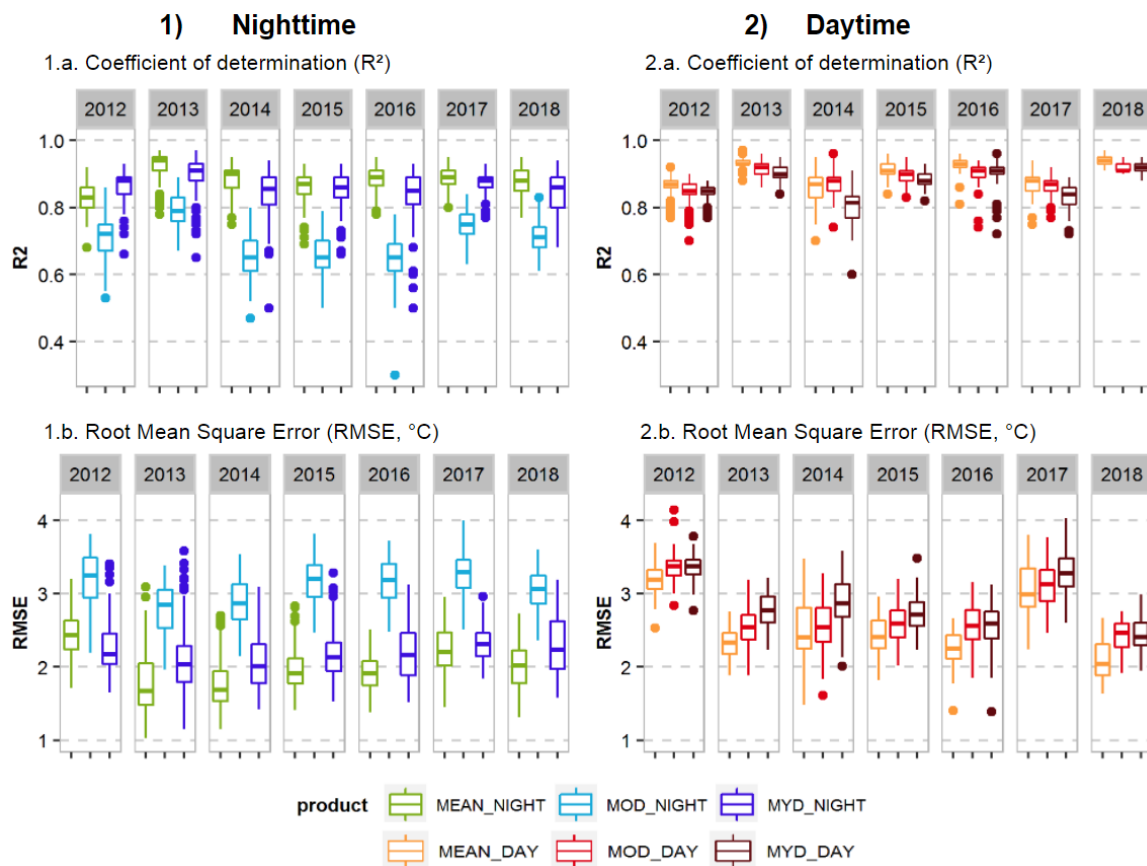 1) Nighttime
2) Daytime
1.a. Coefficient of determination (R²)
2012 2013 2014 2015 2016 2017 2018
1.0
0.8
0.6
0.4
R2
2.a. Coefficient of determination (R²)
2012 2013 2014 2015 2016 2017 2018
1.0
0.8
0.6
0.4
R2
1.b. Root Mean Square Error (RMSE, °C)
2012 2013 2014 2015 2016 2017 2018
4
3
2
1
RMSE
2.b. Root Mean Square Error (RMSE, °C)
2012 2013 2014 2015 2016 2017 2018
4
3
2
1
RMSE
product MEAN_NIGHT MOD_NIGHT MYD_NIGHT
MEAN_DAY MOD_DAY MYD_DAY